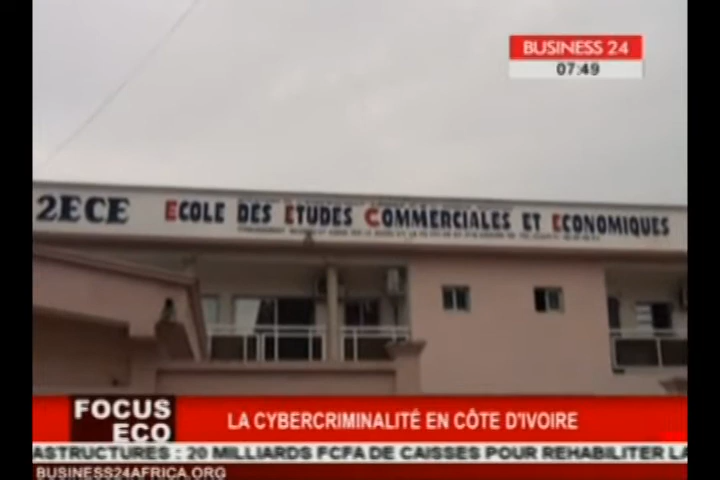 BUSINESS 24
07:49
2ECE ECOLE DES ETUDES COMMERCIALES ET ECONOMIQUES
FOCUS ECO
LA CYBERCRIMINALITÉ EN CÔTE D'IVOIRE
ASTRUCTURES : 20 MILLIARDS FCFA DE CAISSES POUR REHABILITER LA
BUSINESS24AFRICA.ORG